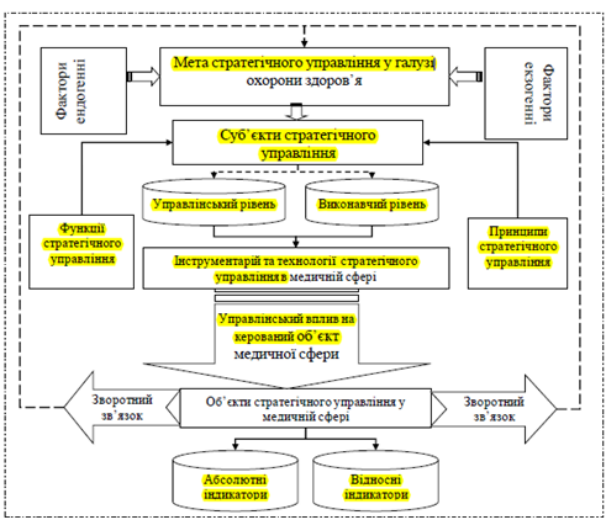 Мета стратегічного управління у галузі
охорони здоров’я
Фактори
ендогенні
Фактори
екзогенні
Суб’єкти стратегічного
управління
Управлінський рівень
Виконавчий рівень
Функції
стратегічного
управління
Принципи
стратегічного
управління
Інструментарій та технології стратегічного
управління в медичній сфері
Управлінський вплив на
керований об’єкт
медичної сфери
Зворотний
зв’язок
Об’єкти стратегічного управління у
медичній сфері
Зворотний
зв’язок
Абсолютні
індикатори
Відносні
індикатори